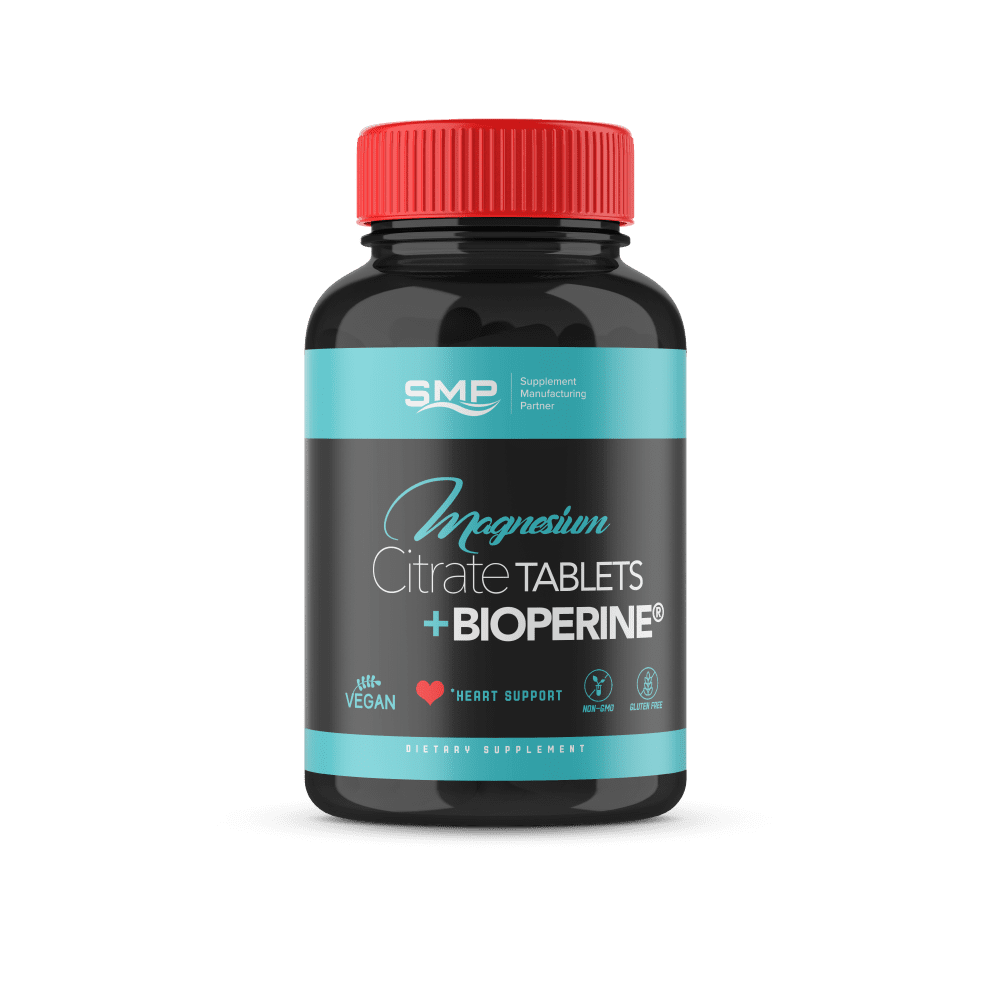 SMP
Supplement
Manufacturing
Partner
Magnesium
Citrate TABLETS
+BIOPERINE®
VEGAN
*HEART SUPPORT
NON-GMO
GLUTEN FREE
DIETARY SUPPLEMENT